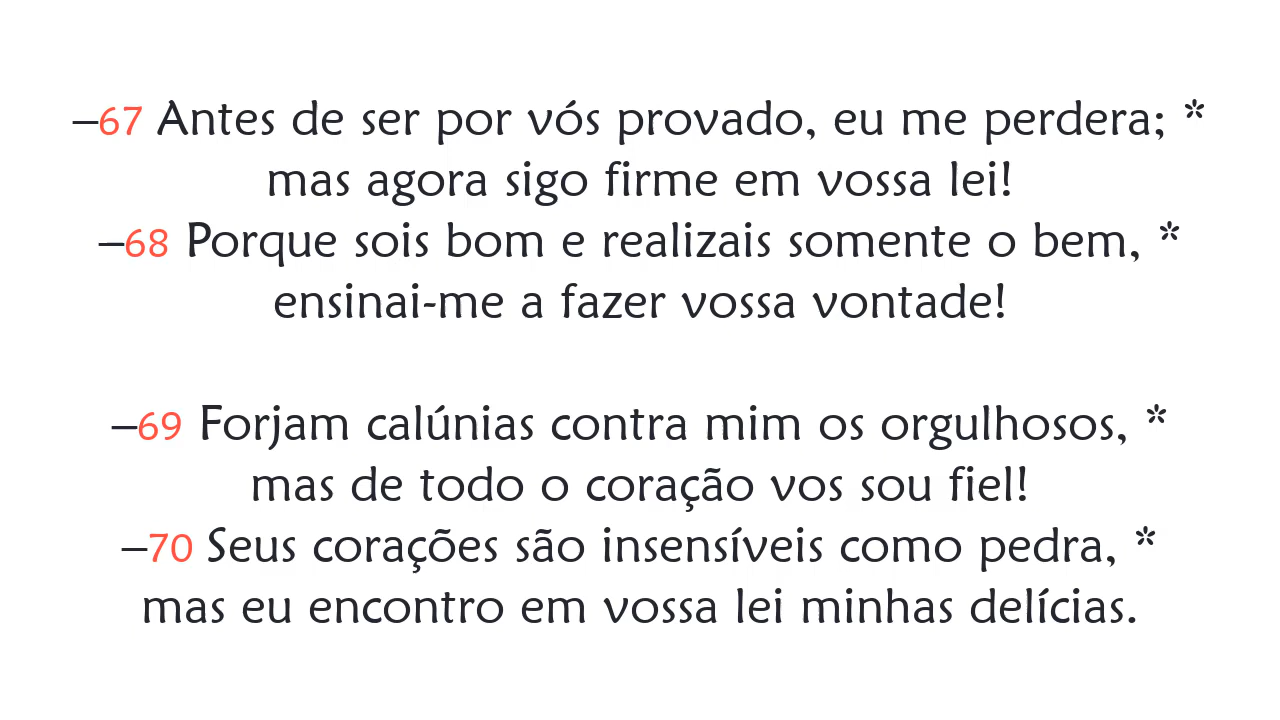 –67 Antes de ser por vós provado, eu me perdera; *
mas agora sigo firme em vossa lei!
–68 Porque sois bom e realizais somente o bem, *
ensinai-me a fazer vossa vontade!
–69 Forjam calúnias contra mim os orgulhosos, *
mas de todo o coração vos sou fiel!
–70 Seus corações são insensíveis como pedra, *
mas eu encontro em vossa lei minhas delícias.